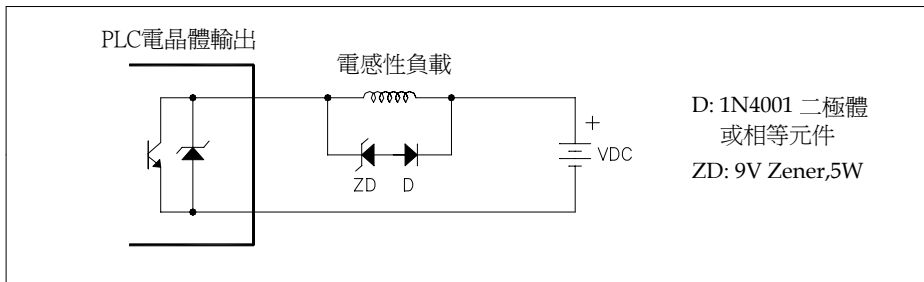 PLC電晶體輸出
電感性負載
ZD D
+
VDC
D: 1N4001 二極體
或相等元件
ZD: 9V Zener,5W